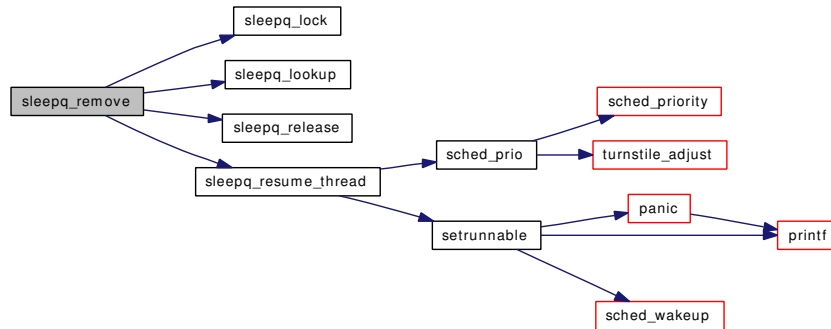 sleepq_lock
sleepq_lookup
sleepq_remove
sched_priority
sleepq_release
sched_prio
turnstile_adjust
sleepq_resume_thread
panic
setrunnable
printf
sched_wakeup